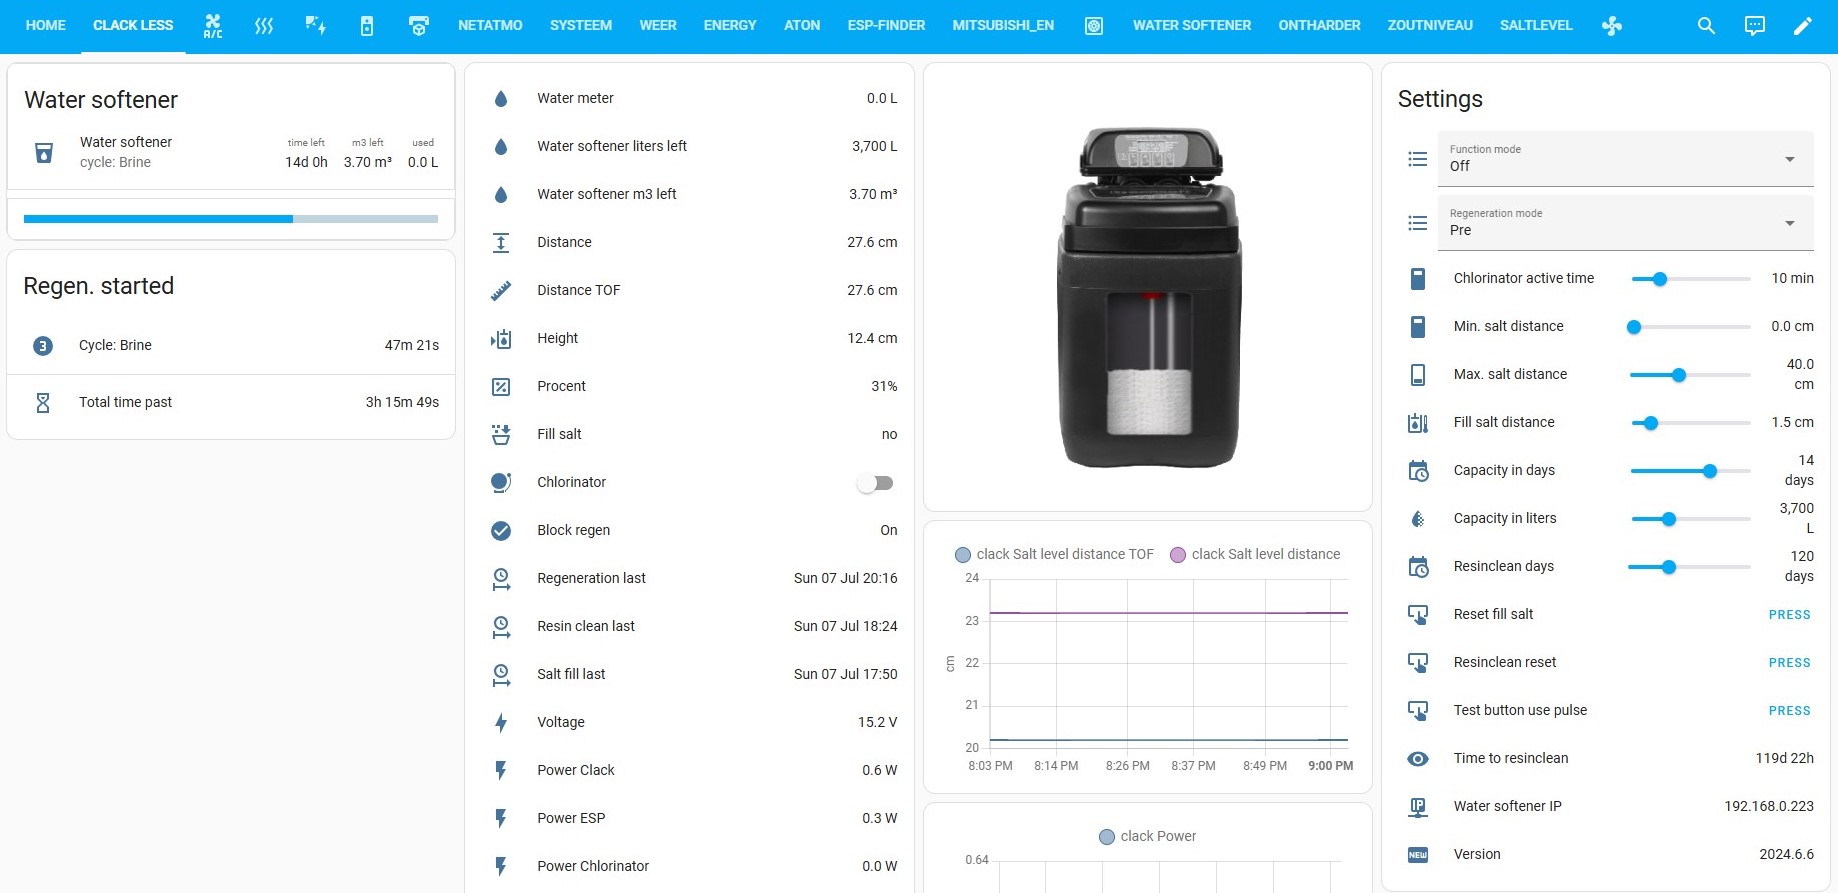 HOME CLACK LESS A/C NETATMO SYSTEEM WEER ENERGY ATON ESP-FINDER MITSUBISHI_EN WATER SOFTENER ONTHARDER ZOUTNIVEAU SALTLEVEL
Water softener
Water softener
cycle: Brine
time left
14d 0h
m3 left
3.70 m³
used
0.0 L
Regen. started
3 Cycle: Brine 47m 21s
Total time past 3h 15m 49s
Water meter 0.0 L
Water softener liters left 3,700 L
Water softener m3 left 3.70 m³
Distance 27.6 cm
Distance TOF 27.6 cm
Height 12.4 cm
Procent 31%
Fill salt no
Chlorinator
Block regen On
Regeneration last Sun 07 Jul 20:16
Resin clean last Sun 07 Jul 18:24
Salt fill last Sun 07 Jul 17:50
Voltage 15.2 V
Power Clack 0.6 W
Power ESP 0.3 W
Power Chlorinator 0.0 W
clack Salt level distance TOF clack Salt level distance
24
23
22
21
20
cm
8:03 PM 8:14 PM 8:26 PM 8:37 PM 8:49 PM 9:00 PM
clack Power
0.64
Settings
Function mode
Off
Regeneration mode
Pre
Chlorinator active time 10 min
Min. salt distance 0.0 cm
Max. salt distance 40.0
cm
Fill salt distance 1.5 cm
Capacity in days 14
days
Capacity in liters 3,700
L
Resinclean days 120
days
Reset fill salt PRESS
Resinclean reset PRESS
Test button use pulse PRESS
Time to resinclean 119d 22h
IP Water softener IP 192.168.0.223
NEW Version 2024.6.6